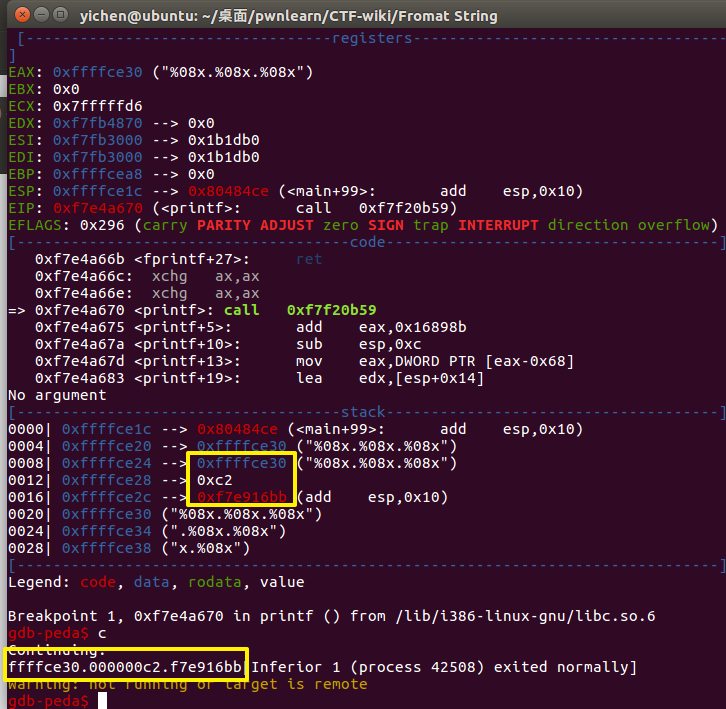 yichen@ubuntu: ~/桌面/pwnlearn/CTF-wiki/Fromat String
[----------------------------------registers-----------------------------------
]
EAX: 0xffffce30 ("%08x.%08x.%08x")
EBX: 0x0
ECX: 0x7fffffd6
EDX: 0xf7fb4870 --> 0x0
ESI: 0xf7fb3000 --> 0x1b1db0
EDI: 0xf7fb3000 --> 0x1b1db0
EBP: 0xffffcea8 --> 0x0
ESP: 0xffffce1c --> 0x80484ce (<main+99>: add esp,0x10)
EIP: 0xf7e4a670 (<printf>: call 0xf7f20b59)
EFLAGS: 0x296 (carry PARITY ADJUST zero SIGN trap INTERRUPT direction overflow)
[-------------------------------------code-------------------------------------]
0xf7e4a66b <fprintf+27>: ret
0xf7e4a66c: xchg ax,ax
0xf7e4a66e: xchg ax,ax
=> 0xf7e4a670 <printf>: call 0xf7f20b59
0xf7e4a675 <printf+5>: add eax,0x16898b
0xf7e4a67a <printf+10>: sub esp,0xc
0xf7e4a67d <printf+13>: mov eax,DWORD PTR [eax-0x68]
0xf7e4a683 <printf+19>: lea edx,[esp+0x14]
No argument
[------------------------------------stack-------------------------------------]
0000| 0xffffce1c --> 0x80484ce (<main+99>: add esp,0x10)
0004| 0xffffce20 --> 0xffffce30 ("%08x.%08x.%08x")
0008| 0xffffce24 --> 0xffffce30 ("%08x.%08x.%08x")
0012| 0xffffce28 --> 0xc2
0016| 0xffffce2c --> 0xf7e916bb (add esp,0x10)
0020| 0xffffce30 ("%08x.%08x.%08x")
0024| 0xffffce34 (".%08x.%08x")
0028| 0xffffce38 ("x.%08x")
[------------------------------------------------------------------------------]
Legend: code, data, rodata, value
Breakpoint 1, 0xf7e4a670 in printf () from /lib/i386-linux-gnu/libc.so.6
gdb-peda$ c
Continuing.
ffffce30.000000c2.f7e916bb[Inferior 1 (process 42508) exited normally]
Warning: not running or target is remote
gdb-peda$